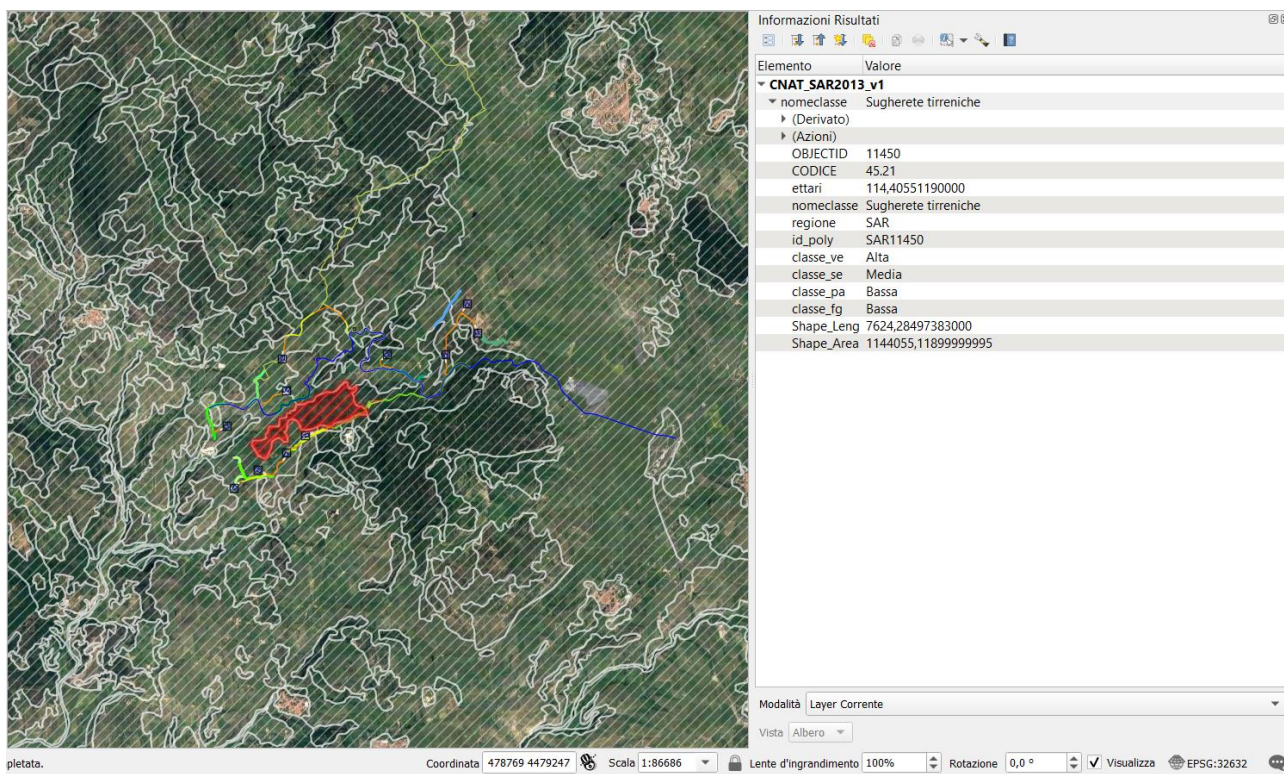 Informazioni Risultati
Elemento Valore
CNAT_SAR2013_v1
nomeclasse Sugherete tirreniche
(Derivato)
(Azioni)
OBJECTID 11450
CODICE 45.21
ettari 114,40551190000
nomeclasse Sugherete tirreniche
regione SAR
id_poly SAR11450
classe_ve Alta
classe_se Media
classe_pa Bassa
classe_fg Bassa
Shape_Leng 7624,28497383000
Shape_Area 1144055,11899999995
Modalità Layer Corrente
Vista Albero
pletata. Coordinata 478769 4479247 Scala 1:86686 Lente d'ingrandimento 100% Rotazione 0,0 ° Visualizza EPSG:32632